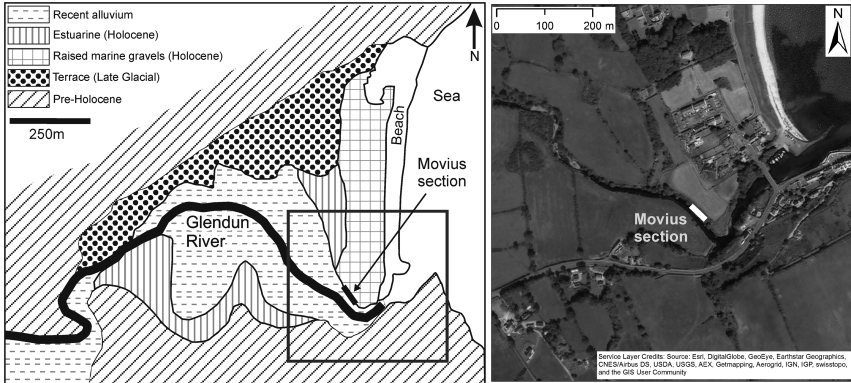 Recent alluvium
Estuarine (Holocene)
Raised marine gravels (Holocene)
Terrace (Late Glacial)
Pre-Holocene
250m
N
Sea
Beach
Movius
section
Glendun
River
0 100 200 m
N
Movius
section
Service Layer Credits: Source: Esri, DigitalGlobe, GeoEye, Earthstar Geographics,
CNES/Airbus DS, USDA, USGS, AEX, Getmapping, Aerogrid, IGN, IGP, swisstopo,
and the GIS User Community